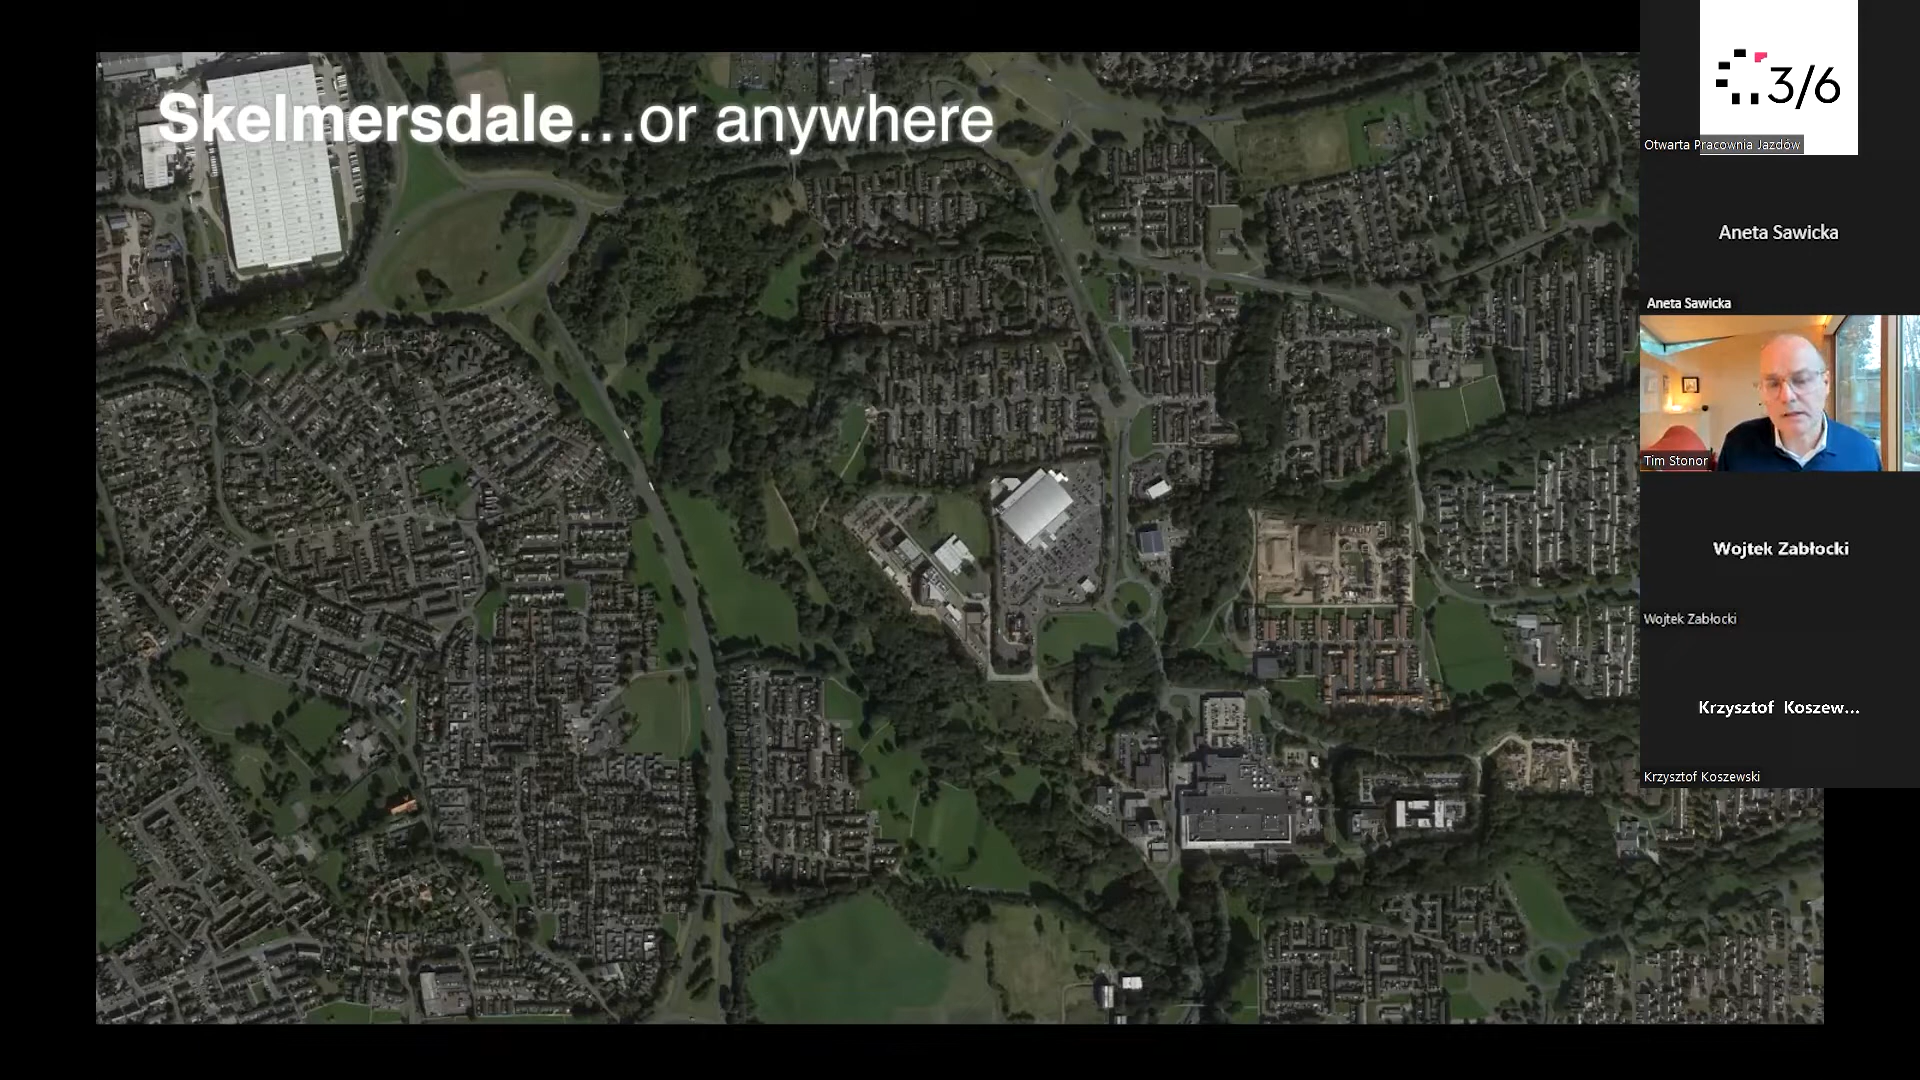 Skelmersdale...or anywhere
3/6
Otwarta Pracownia Jazdów
Aneta Sawicka
Aneta Sawicka
Tim Stonor
Wojtek Zabłocki
Wojtek Zabłocki
Krzysztof Koszew...
Krzysztof Koszewski